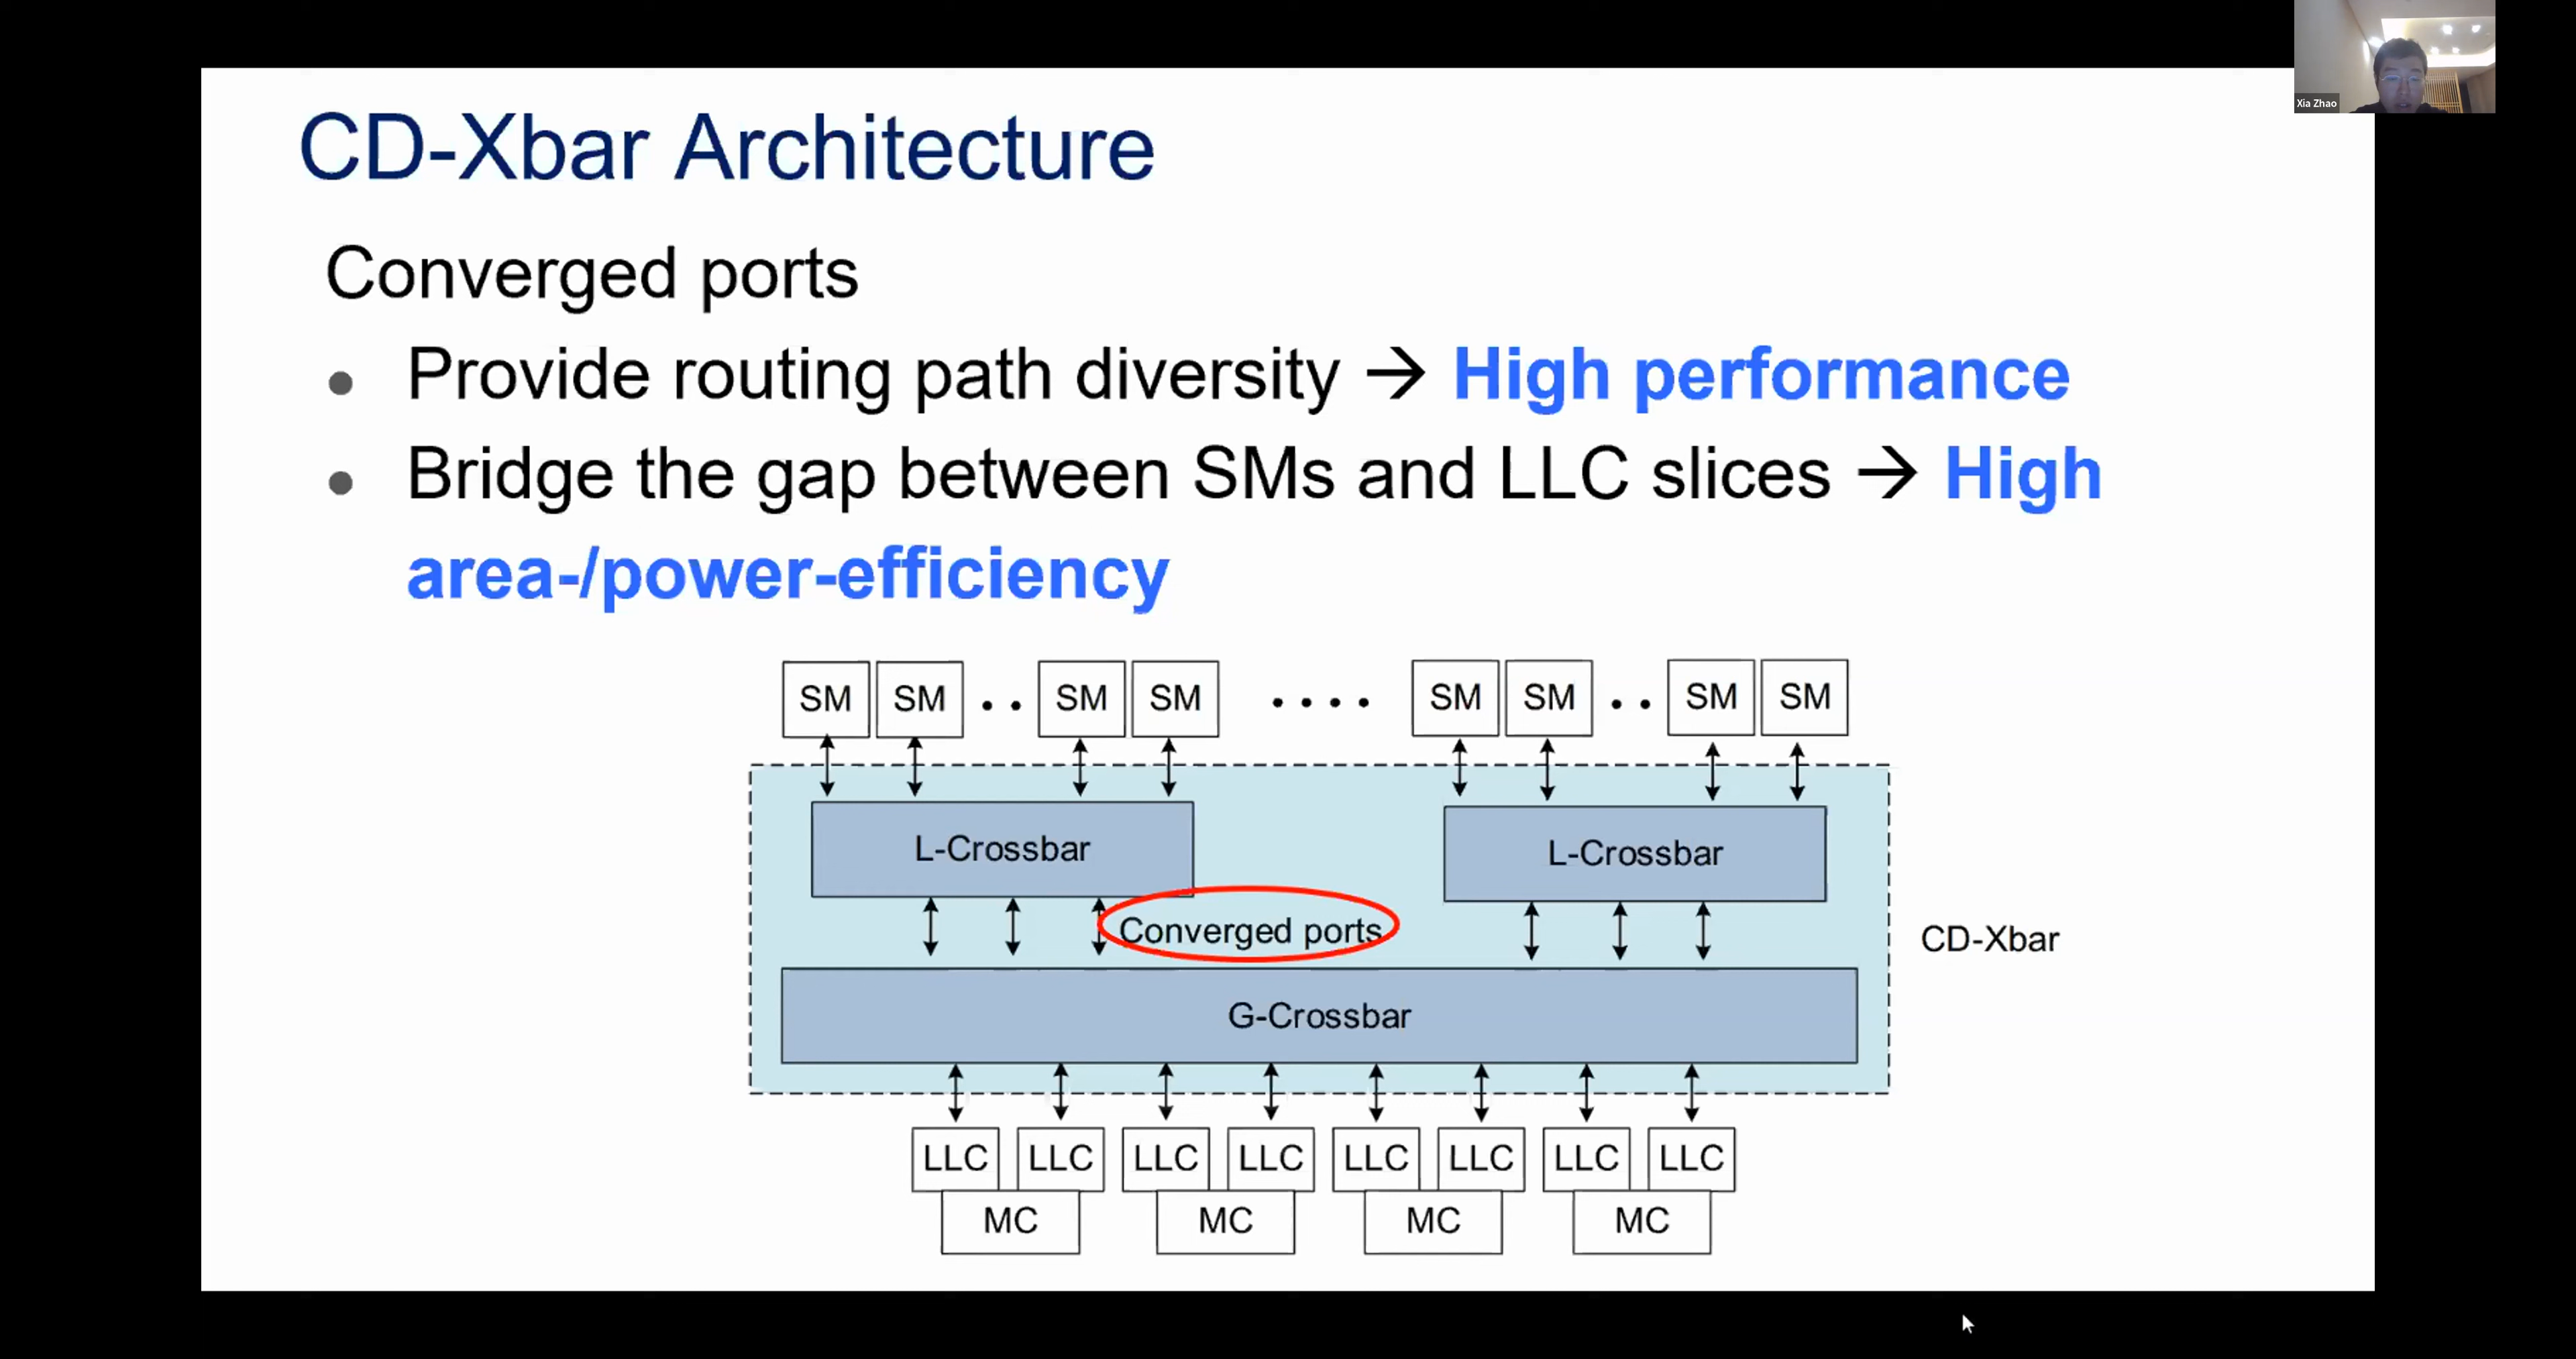 Xia Zhao
CD-Xbar Architecture
Converged ports
Provide routing path diversity → High performance
Bridge the gap between SMs and LLC slices → High
area-/power-efficiency
SM SM . . SM SM . . . . SM SM . . SM SM
L-Crossbar L-Crossbar
Converged ports
CD-Xbar
G-Crossbar
LLC LLC LLC LLC LLC LLC LLC LLC
MC MC MC MC